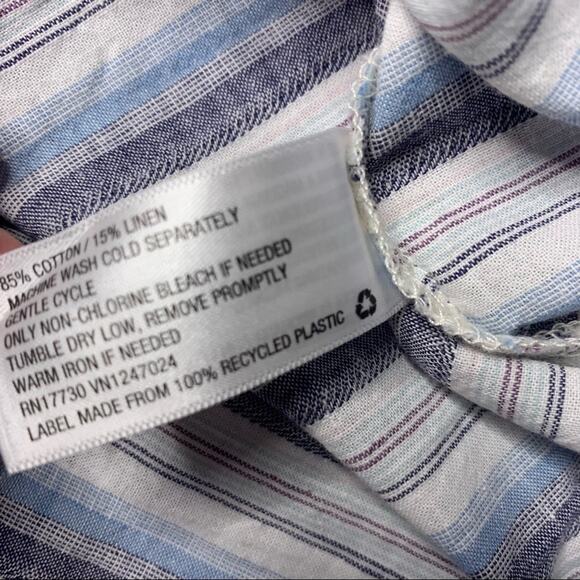 85% COTTON / 15% LINEN
MACHINE WASH COLD SEPARATELY
GENTLE CYCLE
ONLY NON-CHLORINE BLEACH IF NEEDED
TUMBLE DRY LOW, REMOVE PROMPTLY
WARM IRON IF NEEDED
RN17730 VN1247024
LABEL MADE FROM 100% RECYCLED PLASTIC